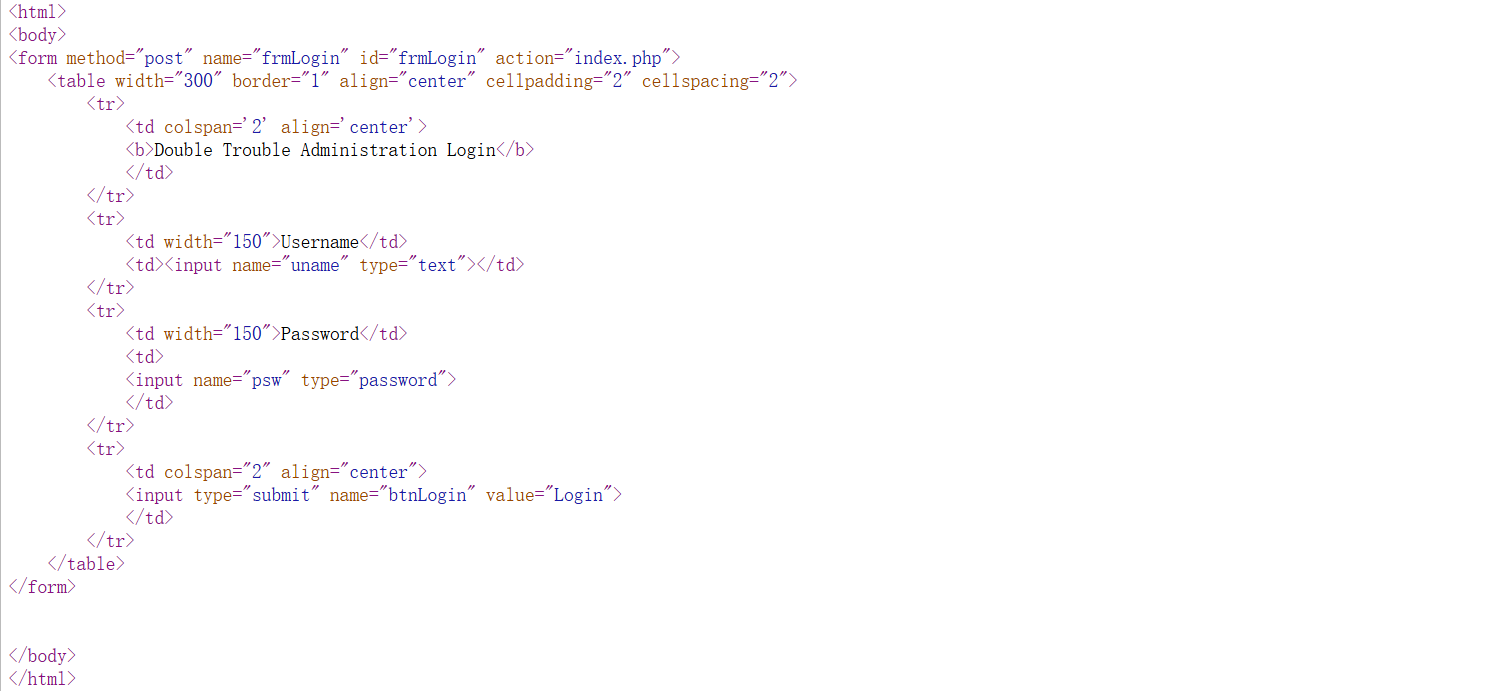 <html>
<body>
<form method="post" name="frmLogin" id="frmLogin" action="index.php">
    <table width="300" border="1" align="center" cellpadding="2" cellspacing="2">
        <tr>
            <td colspan='2' align='center'>
            <b>Double Trouble Administration Login</b>
            </td>
        </tr>
        <tr>
            <td width="150">Username</td>
            <td><input name="uname" type="text"></td>
        </tr>
        <tr>
            <td width="150">Password</td>
            <td>
            <input name="psw" type="password">
            </td>
        </tr>
        <tr>
            <td colspan="2" align="center">
            <input type="submit" name="btnLogin" value="Login">
            </td>
        </tr>
    </table>
</form>
</body>
</html>